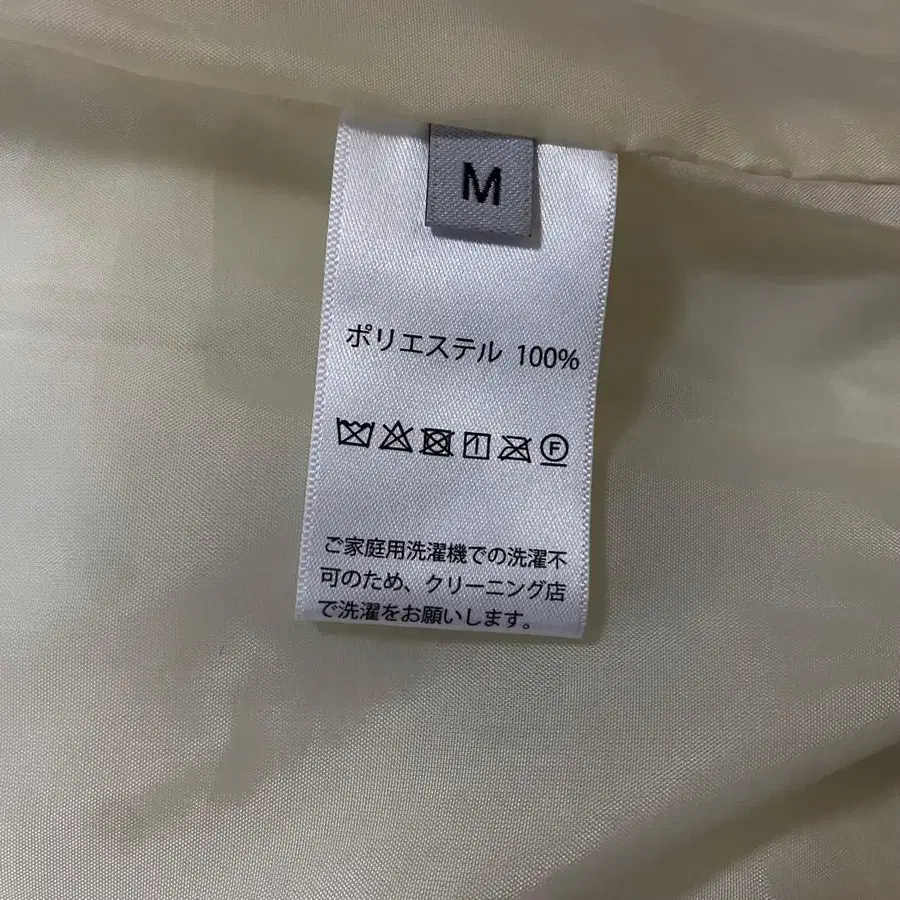 M
ポリエステル 100%
F
ご家庭用洗濯機での洗濯不
可のため、クリーニング店
で洗濯をお願いします。